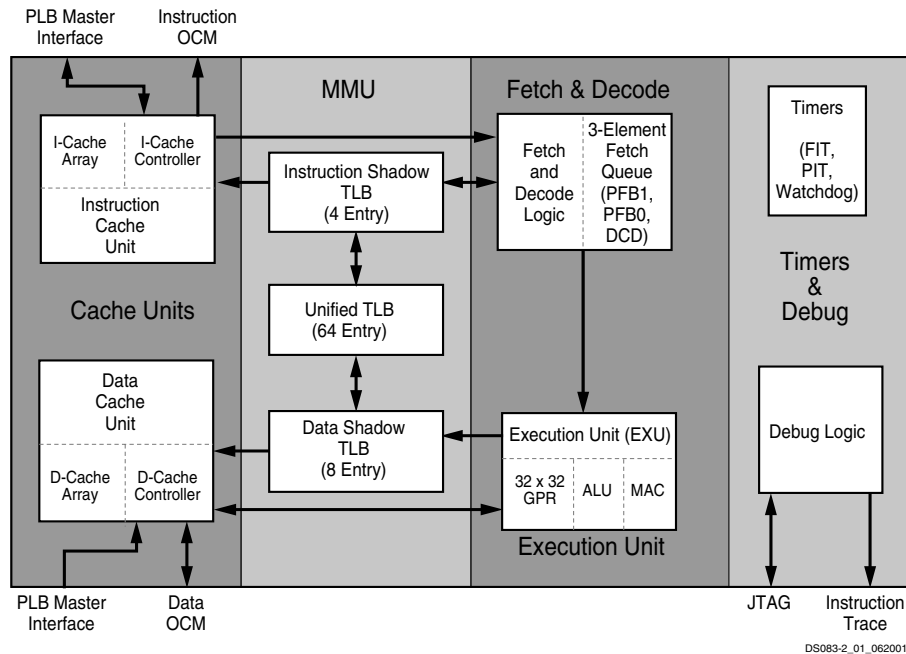 PLB Master
Interface
Instruction
OCM
MMU
Fetch & Decode
I-Cache
Array
I-Cache
Controller
Instruction
Cache
Unit
Instruction Shadow
TLB
(4 Entry)
Fetch
and
Decode
Logic
3-Element
Fetch
Queue
(PFB1,
PFB0,
DCD)
Timers
(FIT,
PIT,
Watchdog)
Cache Units
Unified TLB
(64 Entry)
Timers
&
Debug
Data
Cache
Unit
D-Cache
Array
D-Cache
Controller
Data Shadow
TLB
(8 Entry)
Execution Unit (EXU)
32 x 32
GPR
ALU
MAC
Execution Unit
Debug Logic
PLB Master
Interface
Data
OCM
JTAG
Instruction
Trace
DS083-2_01_062001